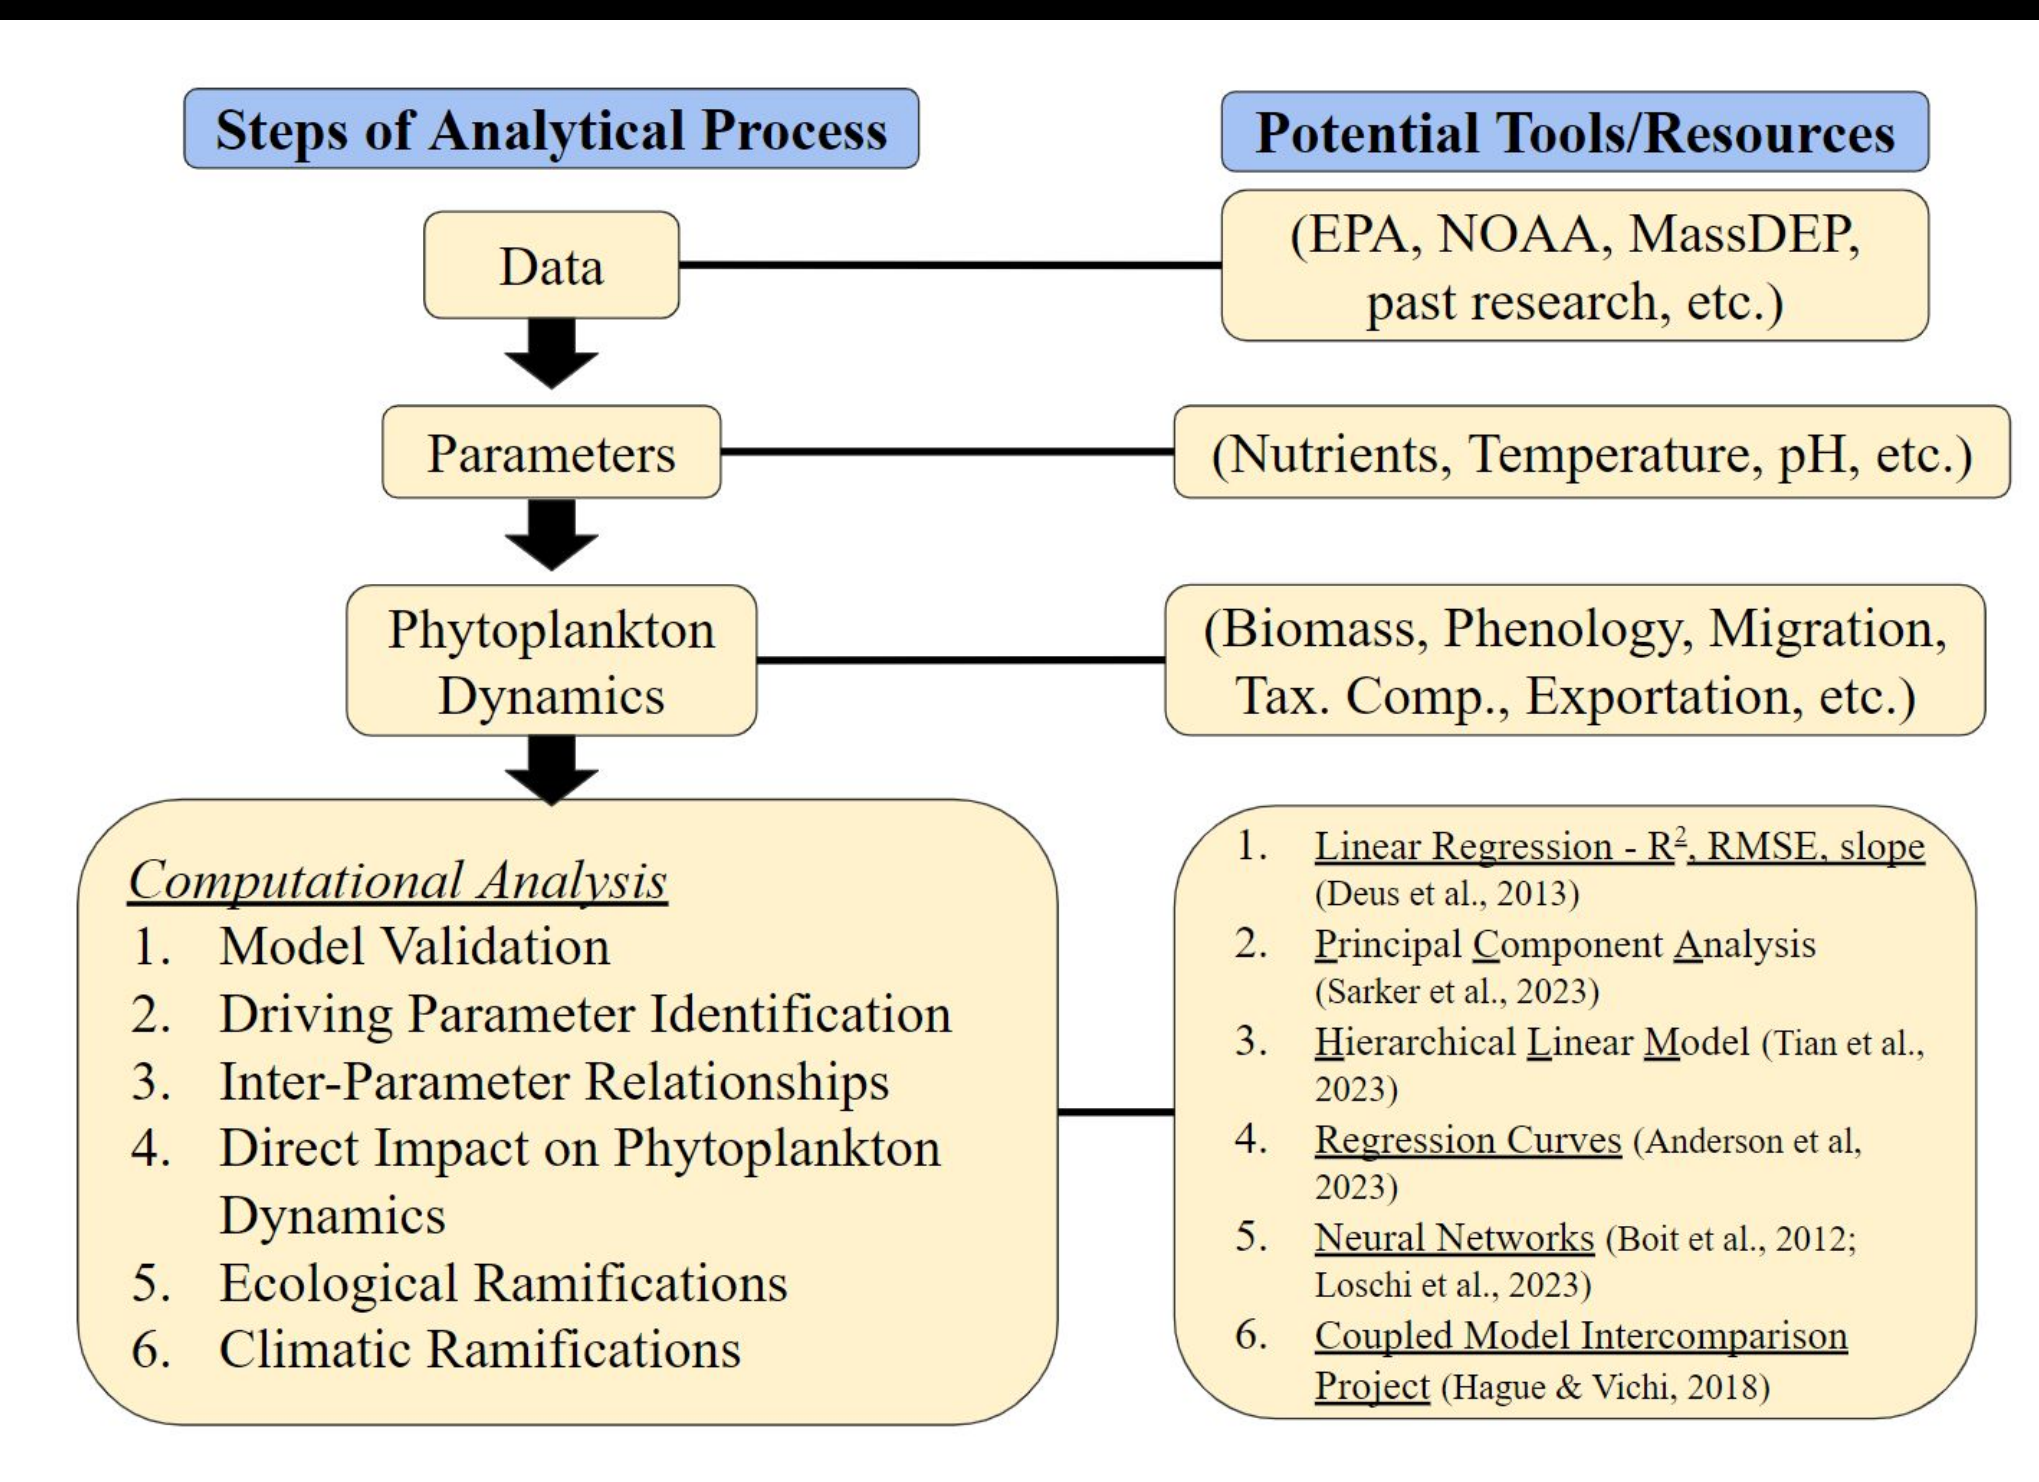 Steps of Analytical Process
Potential Tools/Resources
Data
(EPA, NOAA, MassDEP,
past research, etc.)
Parameters
(Nutrients, Temperature, pH, etc.)
Phytoplankton
Dynamics
(Biomass, Phenology, Migration,
Tax. Comp., Exportation, etc.)
Computational Analysis
1. Model Validation
2. Driving Parameter Identification
3. Inter-Parameter Relationships
4. Direct Impact on Phytoplankton
Dynamics
5. Ecological Ramifications
6. Climatic Ramifications
1. Linear Regression - R², RMSE, slope
(Deus et al., 2013)
2. Principal Component Analysis
(Sarker et al., 2023)
3. Hierarchical Linear Model (Tian et al.,
2023)
4. Regression Curves (Anderson et al,
2023)
5. Neural Networks (Boit et al., 2012;
Loschi et al., 2023)
6. Coupled Model Intercomparison
Project (Hague & Vichi, 2018)